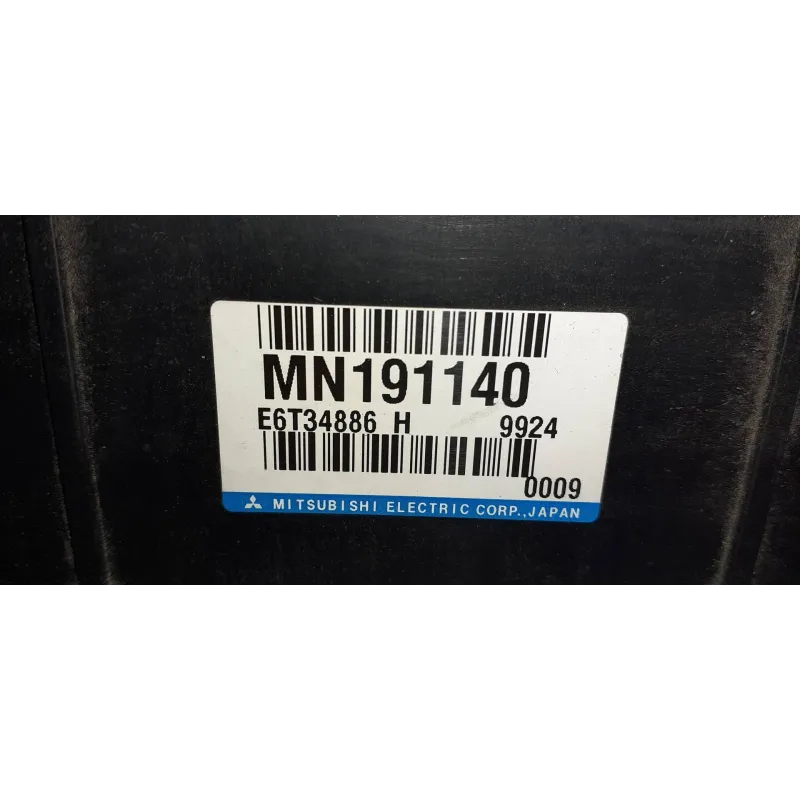 MN191140
E6T34886 H 9924
0009
MITSUBISHI ELECTRIC CORP.,JAPAN